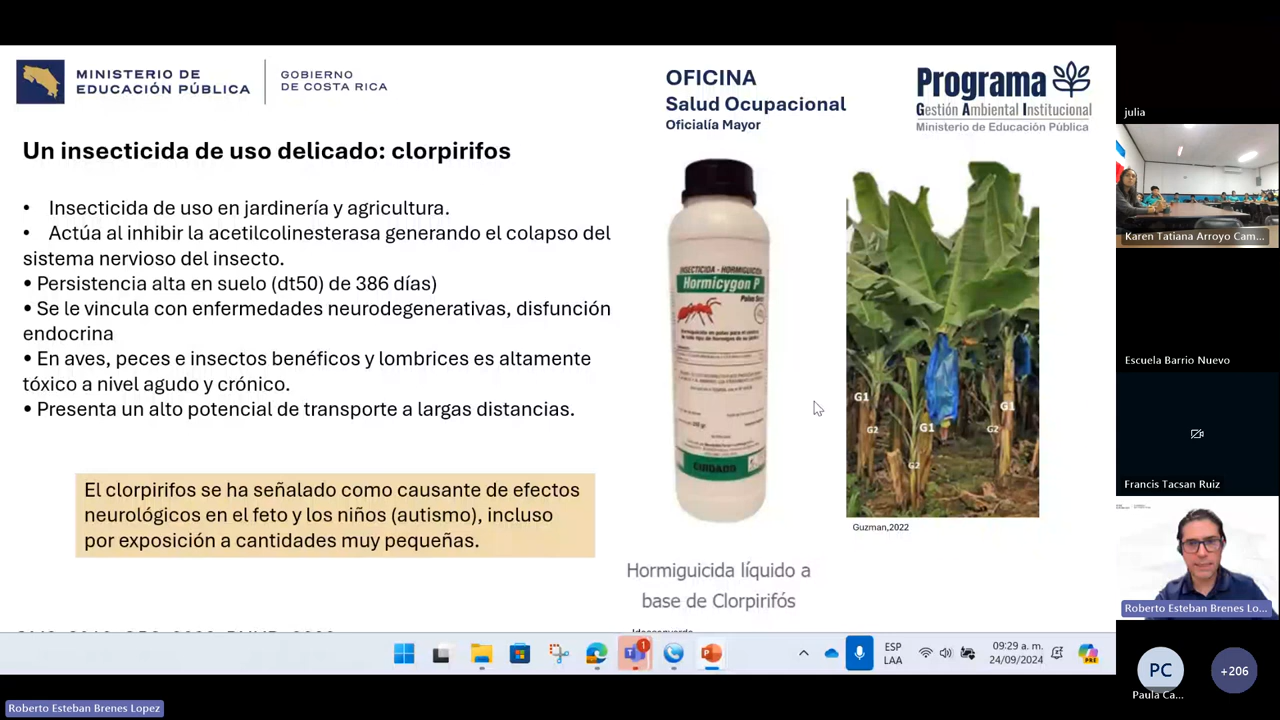 MINISTERIO DE
EDUCACIÓN PÚBLICA
GOBIERNO
DE COSTA RICA
OFICINA
Salud Ocupacional
Oficialía Mayor
Programa
Gestión Ambiental Institucional
Ministerio de Educación Pública
Un insecticida de uso delicado: clorpirifos
• Insecticida de uso en jardinería y agricultura.
• Actúa al inhibir la acetilcolinesterasa generando el colapso del
sistema nervioso del insecto.
• Persistencia alta en suelo (dt50) de 386 días)
• Se le vincula con enfermedades neurodegenerativas, disfunción
endocrina
• En aves, peces e insectos benéficos y lombrices es altamente
tóxico a nivel agudo y crónico.
• Presenta un alto potencial de transporte a largas distancias.
El clorpirifos se ha señalado como causante de efectos
neurológicos en el feto y los niños (autismo), incluso
por exposición a cantidades muy pequeñas.
INSECTICIDA - HORMIGUICIDA
Hormicygon P
CUIDADO
G1
G2
G1
G2
G1
G2
Guzman,2022
Hormiguicida líquido a
base de Clorpirifós
julia
Karen Tatiana Arroyo Cam...
Escuela Barrio Nuevo
Francis Tacsan Ruiz
Roberto Esteban Brenes Lo...
PC
Paula Ca...
+206
1
ESP
LAA
09:29 a. m.
24/09/2024
PRE
Roberto Esteban Brenes Lopez